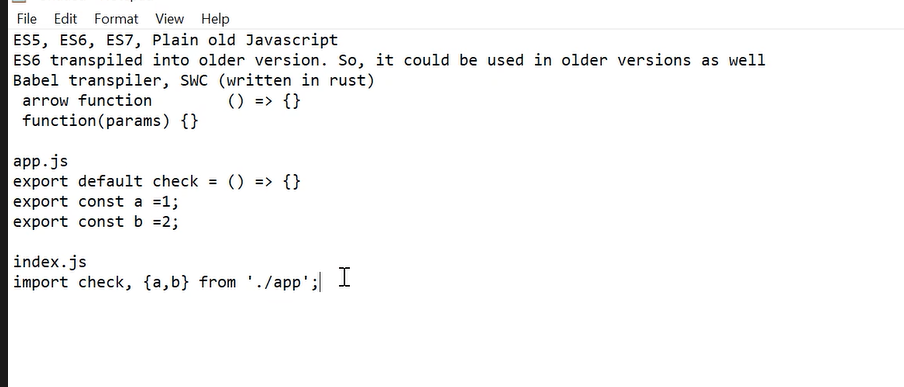 File Edit Format View Help
ES5, ES6, ES7, Plain old Javascript
ES6 transpiled into older version. So, it could be used in older versions as well
Babel transpiler, SWC (written in rust)
arrow function () => {}
function(params) {}
app.js
export default check = () => {}
export const a =1;
export const b =2;
index.js
import check, {a,b} from './app';